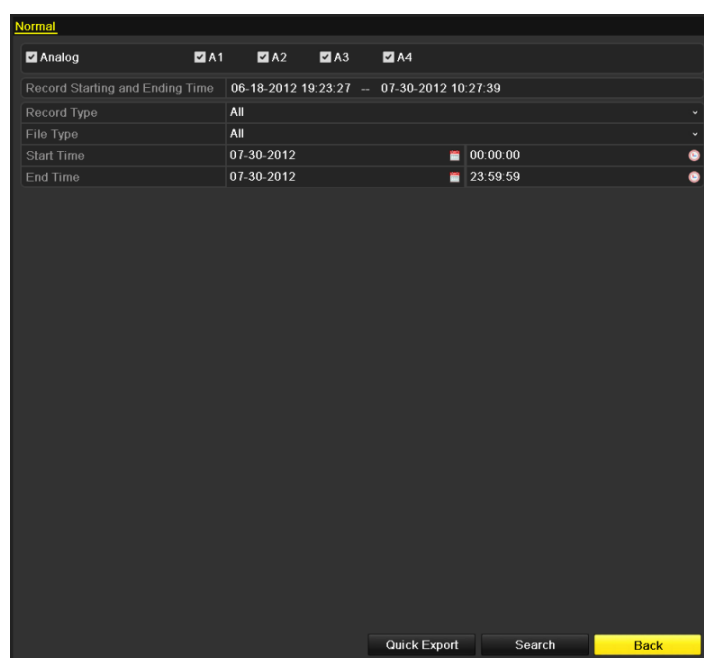 Normal
Analog A1 A2 A3 A4
Record Starting and Ending Time 06-18-2012 19:23:27 -- 07-30-2012 10:27:39
Record Type All
File Type All
Start Time 07-30-2012 00:00:00
End Time 07-30-2012 23:59:59
Quick Export Search Back